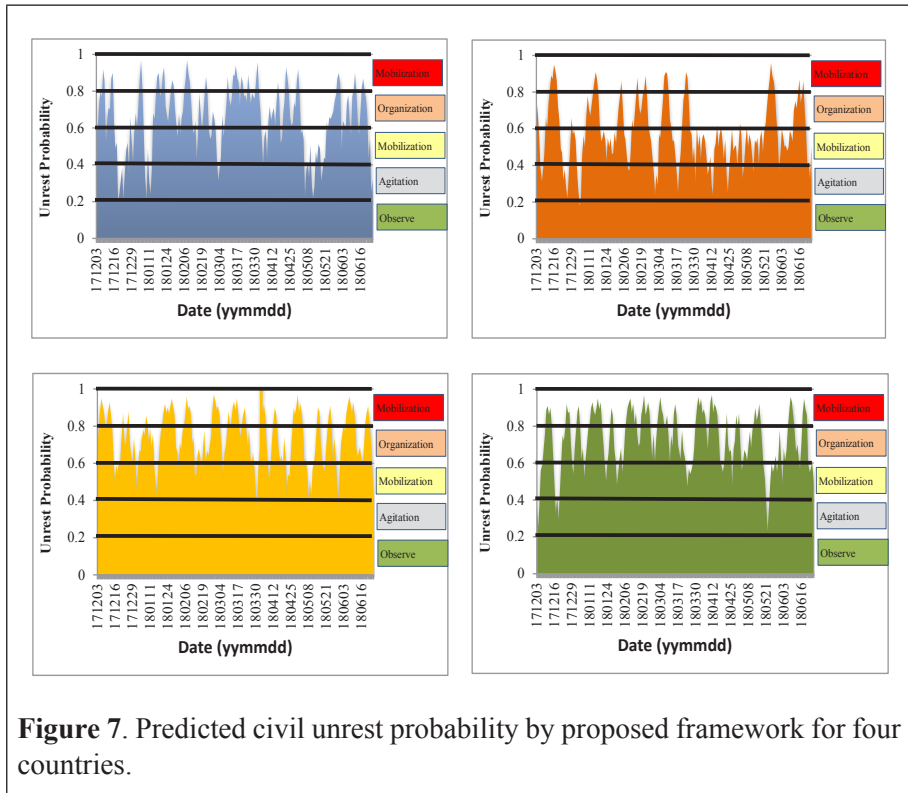 Unrest Probability
1
0.8
0.6
0.4
0.2
0
Mobilization
Organization
Mobilization
Agitation
Observe
171203
171216
171229
180111
180124
180206
180219
180304
180317
180330
180412
180425
180508
180521
180603
180616
Date (yymmdd)
Unrest Probability
1
0.8
0.6
0.4
0.2
0
Mobilization
Organization
Mobilization
Agitation
Observe
171203
171216
171229
180111
180124
180206
180219
180304
180317
180330
180412
180425
180508
180521
180603
180616
Date (yymmdd)
Unrest Probability
1
0.8
0.6
0.4
0.2
0
Mobilization
Organization
Mobilization
Agitation
Observe
171203
171216
171229
180111
180124
180206
180219
180304
180317
180330
180412
180425
180508
180521
180603
180616
Date (yymmdd)
Unrest Probability
1
0.8
0.6
0.4
0.2
0
Mobilization
Organization
Mobilization
Agitation
Observe
171203
171216
171229
180111
180124
180206
180219
180304
180317
180330
180412
180425
180508
180521
180603
180616
Date (yymmdd)
Figure 7. Predicted civil unrest probability by proposed framework for four
countries.